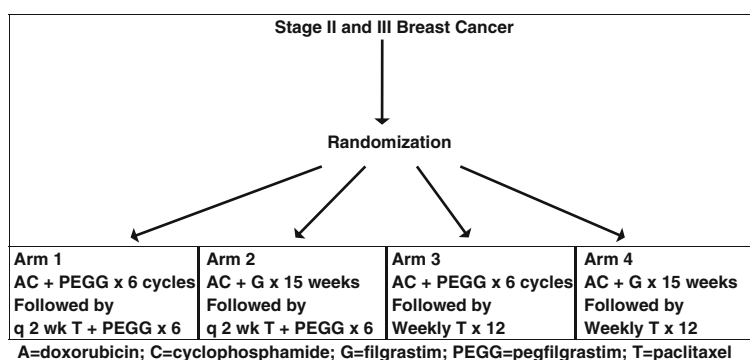 Stage II and III Breast Cancer
Randomization
Arm 1
AC + PEGG x 6 cycles
Followed by
q 2 wk T + PEGG x 6
Arm 2
AC + G x 15 weeks
Followed by
q 2 wk T + PEGG x 6
Arm 3
AC + PEGG x 6 cycles
Followed by
Weekly T x 12
Arm 4
AC + G x 15 weeks
Followed by
Weekly T x 12
A=doxorubicin; C=cyclophosphamide; G=filgrastim; PEGG=pegfilgrastim; T=paclitaxel